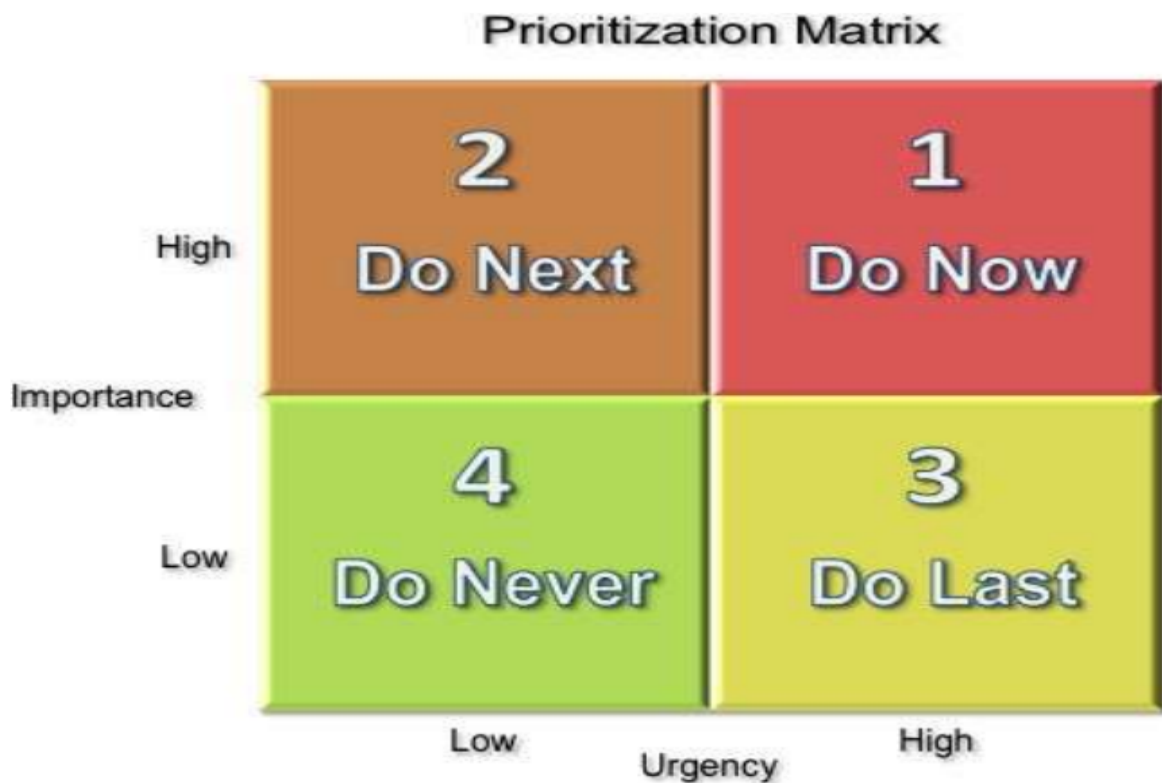 Prioritization Matrix
2
Do Next
1
Do Now
High
Importance
4
Do Never
3
Do Last
Low
Low
High
Urgency